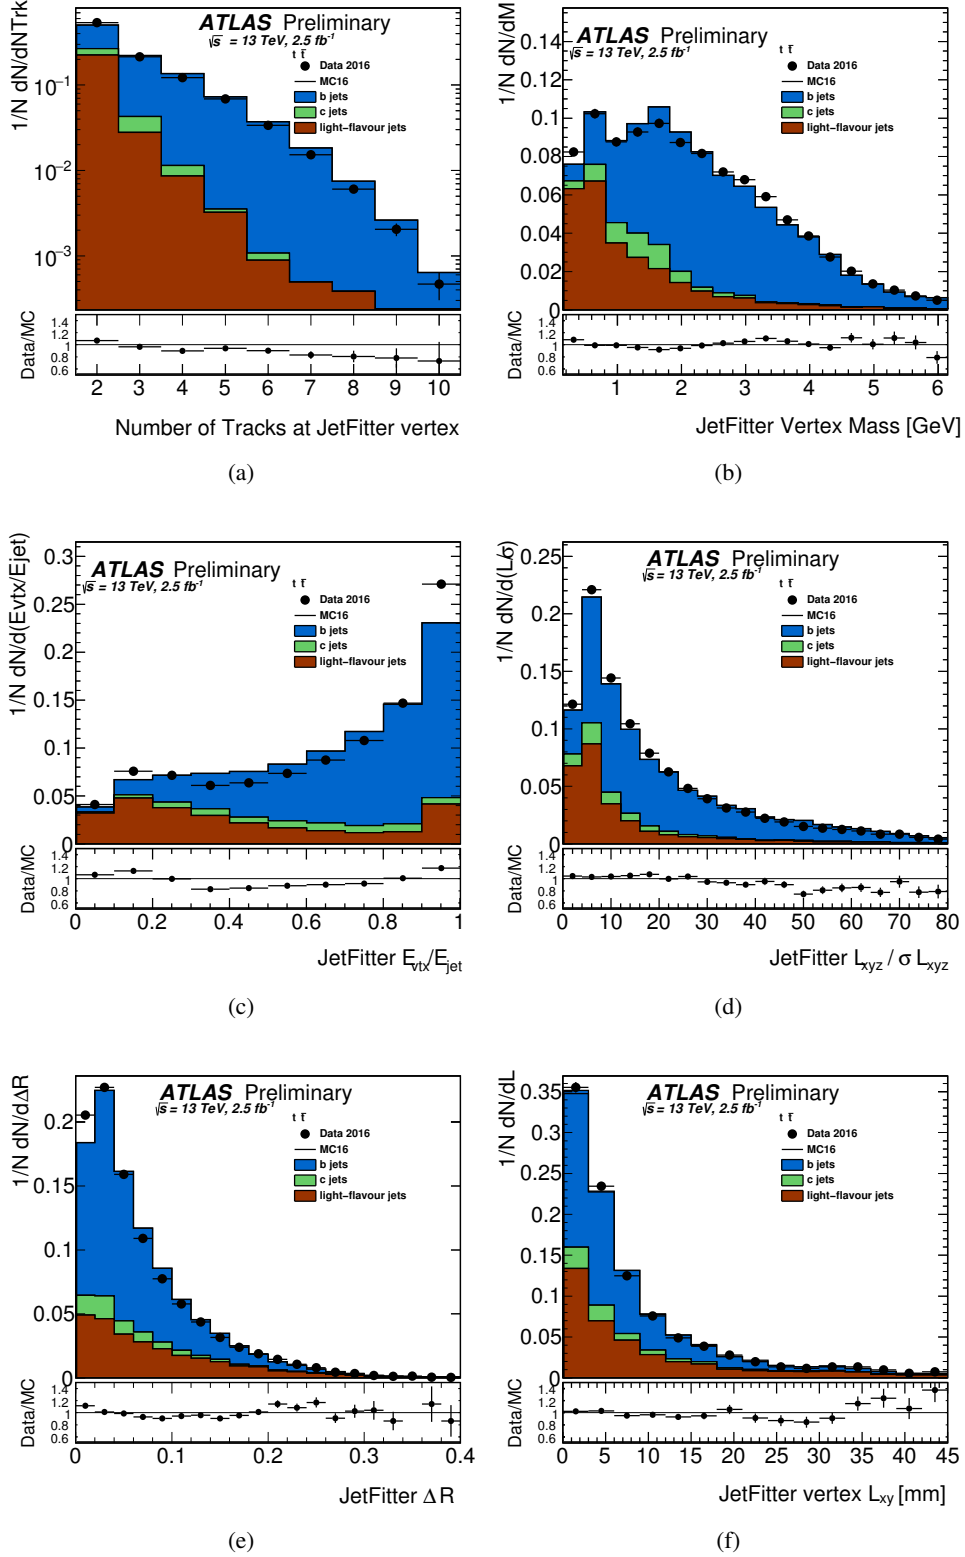 ATLAS Preliminary
√s = 13 TeV, 2.5 fb-1
t t̄
Data 2016
MC16
b jets
c jets
light-flavour jets
1/N dN/dNTrk
10−1
10−2
10−3
Data/MC
1.4
1.2
1
0.8
0.6
2 3 4 5 6 7 8 9 10
Number of Tracks at JetFitter vertex
(a)
ATLAS Preliminary
√s = 13 TeV, 2.5 fb-1
t t̄
Data 2016
MC16
b jets
c jets
light-flavour jets
1/N dN/dM
0.14
0.12
0.1
0.08
0.06
0.04
0.02
0
Data/MC
1.4
1.2
1
0.8
0.6
1 2 3 4 5 6
JetFitter Vertex Mass [GeV]
(b)
ATLAS Preliminary
√s = 13 TeV, 2.5 fb-1
t t̄
Data 2016
MC16
b jets
c jets
light-flavour jets
1/N dN/d(Evtx/Ejet)
0.3
0.25
0.2
0.15
0.1
0.05
0
Data/MC
1.4
1.2
1
0.8
0.6
0 0.2 0.4 0.6 0.8 1
JetFitter Evtx/Ejet
(c)
ATLAS Preliminary
√s = 13 TeV, 2.5 fb-1
t t̄
Data 2016
MC16
b jets
c jets
light-flavour jets
1/N dN/d(L/σ)
0.25
0.2
0.15
0.1
0.05
0
Data/MC
1.4
1.2
1
0.8
0.6
0 10 20 30 40 50 60 70 80
JetFitter Lxyz / σ Lxyz
(d)
ATLAS Preliminary
√s = 13 TeV, 2.5 fb-1
t t̄
Data 2016
MC16
b jets
c jets
light-flavour jets
1/N dN/dΔR
0.2
0.15
0.1
0.05
0
Data/MC
1.4
1.2
1
0.8
0.6
0 0.1 0.2 0.3 0.4
JetFitter ΔR
(e)
ATLAS Preliminary
√s = 13 TeV, 2.5 fb-1
t t̄
Data 2016
MC16
b jets
c jets
light-flavour jets
1/N dN/dL
0.35
0.3
0.25
0.2
0.15
0.1
0.05
0
Data/MC
1.4
1.2
1
0.8
0.6
0 5 10 15 20 25 30 35 40 45
JetFitter vertex Lxy [mm]
(f)